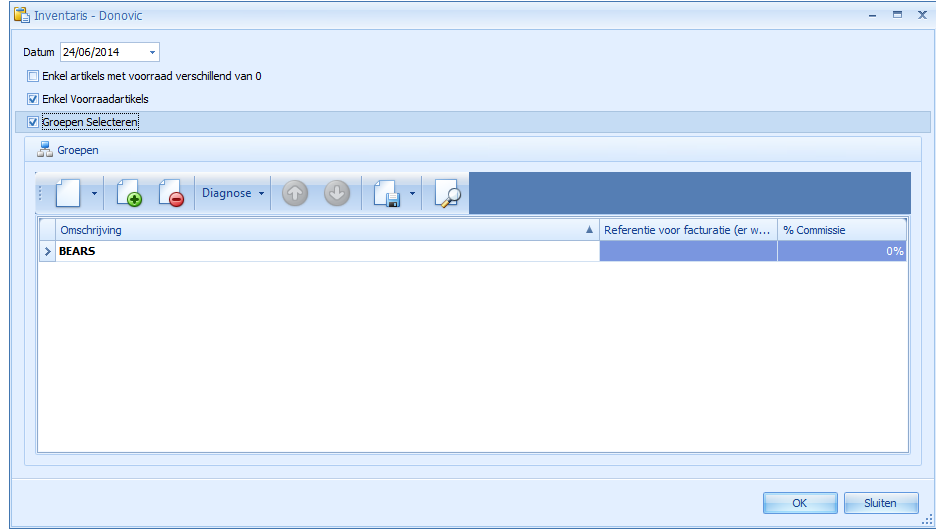 Inventaris - Donovic
Datum 24/06/2014
Enkel artikels met voorraad verschillend van 0
Enkel Voorraadartikels
Groepen Selecteren
Groepen
Diagnose
Omschrijving Referentie voor facturatie (er w... % Commissie
BEARS 0%
OK Sluiten